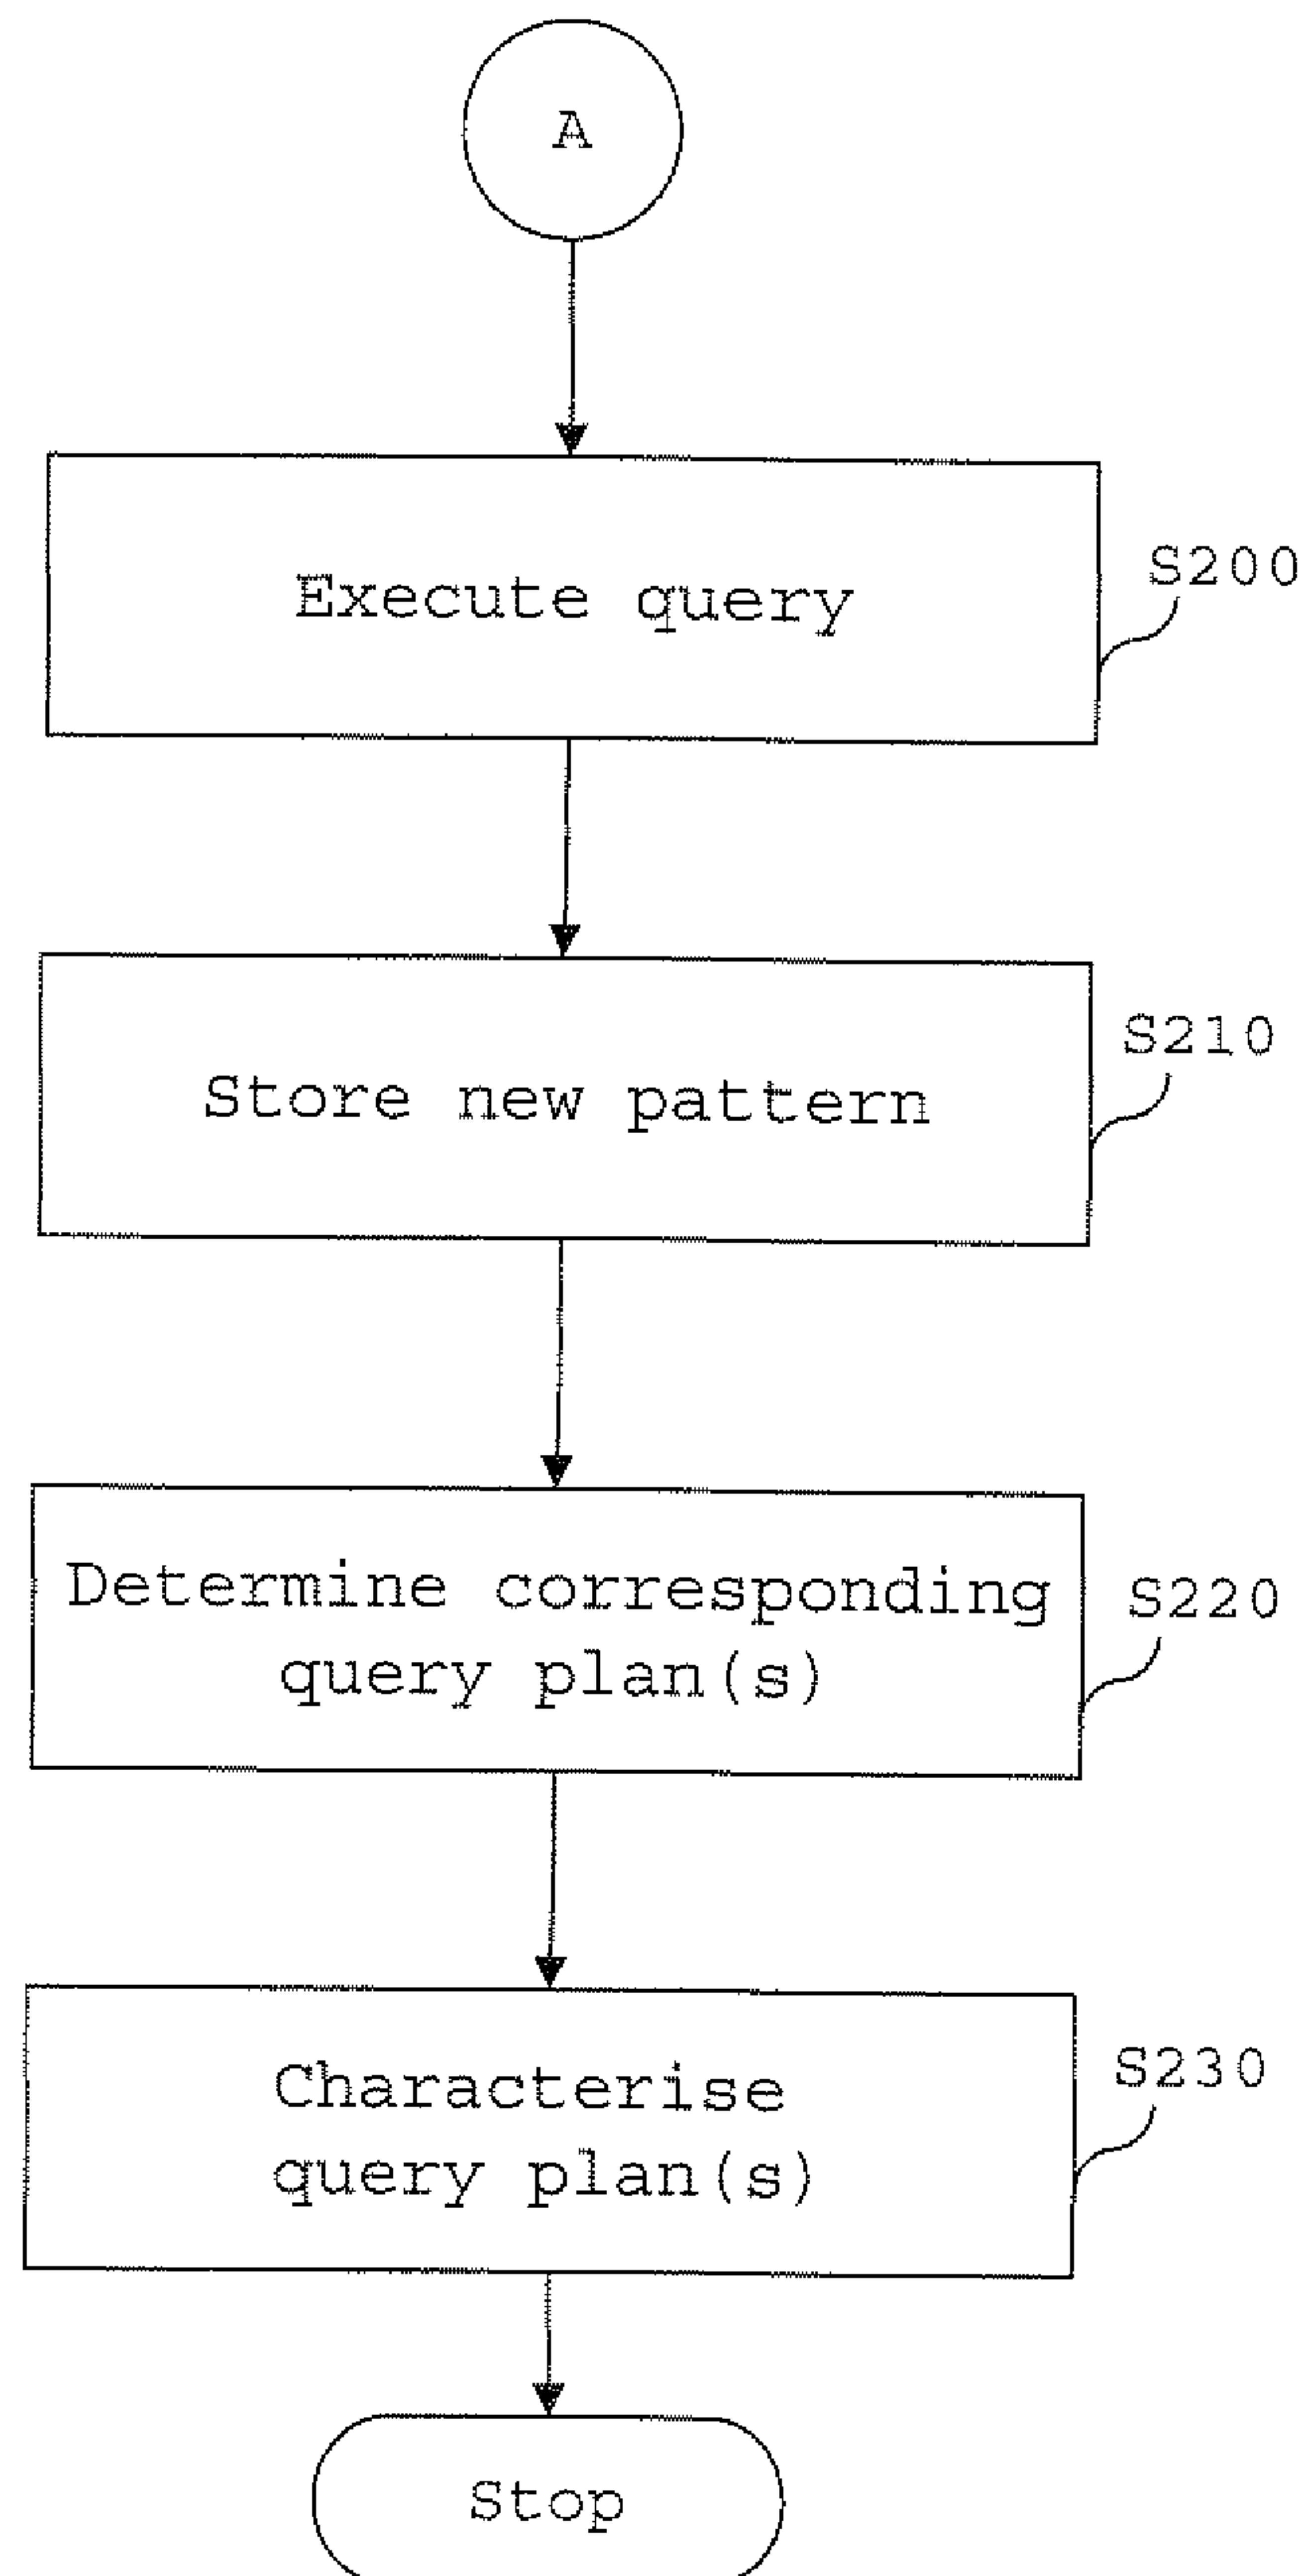 A
Execute query
S200
Store new pattern
S210
Determine corresponding
query plan(s)
S220
Characterise
query plan(s)
S230
Stop